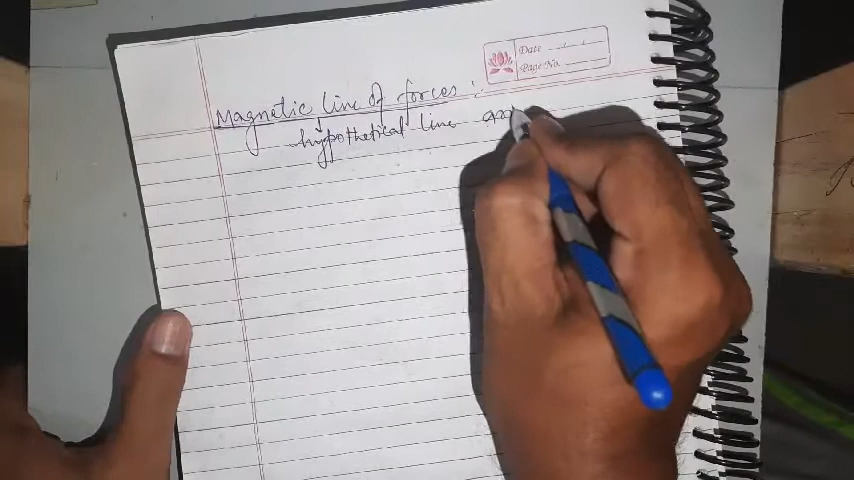 Date
Page No.
Magnetic line of forces :
hypothetical line